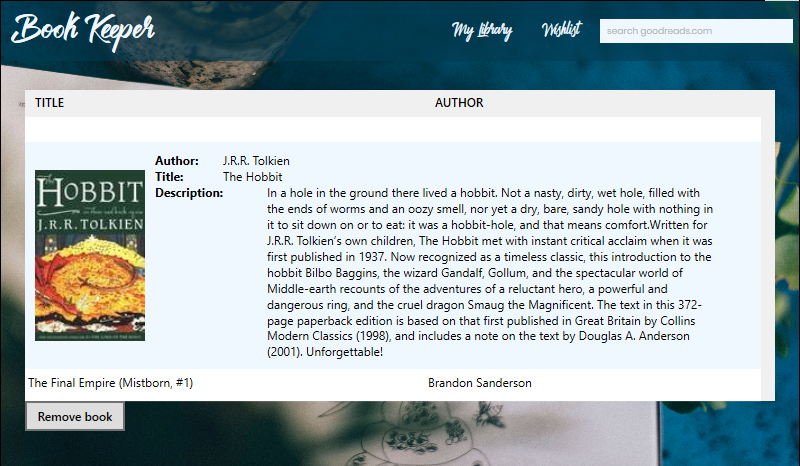 Book Keeper
My Library Wishlist search goodreads.com
TITLE AUTHOR
Author: J.R.R. Tolkien
Title: The Hobbit
Description: In a hole in the ground there lived a hobbit. Not a nasty, dirty, wet hole, filled with
the ends of worms and an oozy smell, nor yet a dry, bare, sandy hole with nothing in
it to sit down on or to eat: it was a hobbit-hole, and that means comfort.Written for
J.R.R. Tolkien’s own children, The Hobbit met with instant critical acclaim when it was
first published in 1937. Now recognized as a timeless classic, this introduction to the
hobbit Bilbo Baggins, the wizard Gandalf, Gollum, and the spectacular world of
Middle-earth recounts of the adventures of a reluctant hero, a powerful and
dangerous ring, and the cruel dragon Smaug the Magnificent. The text in this 372-
page paperback edition is based on that first published in Great Britain by Collins
Modern Classics (1998), and includes a note on the text by Douglas A. Anderson
(2001). Unforgettable!
THE
HOBBIT
J.R.R. TOLKIEN
The Final Empire (Mistborn, #1) Brandon Sanderson
Remove book